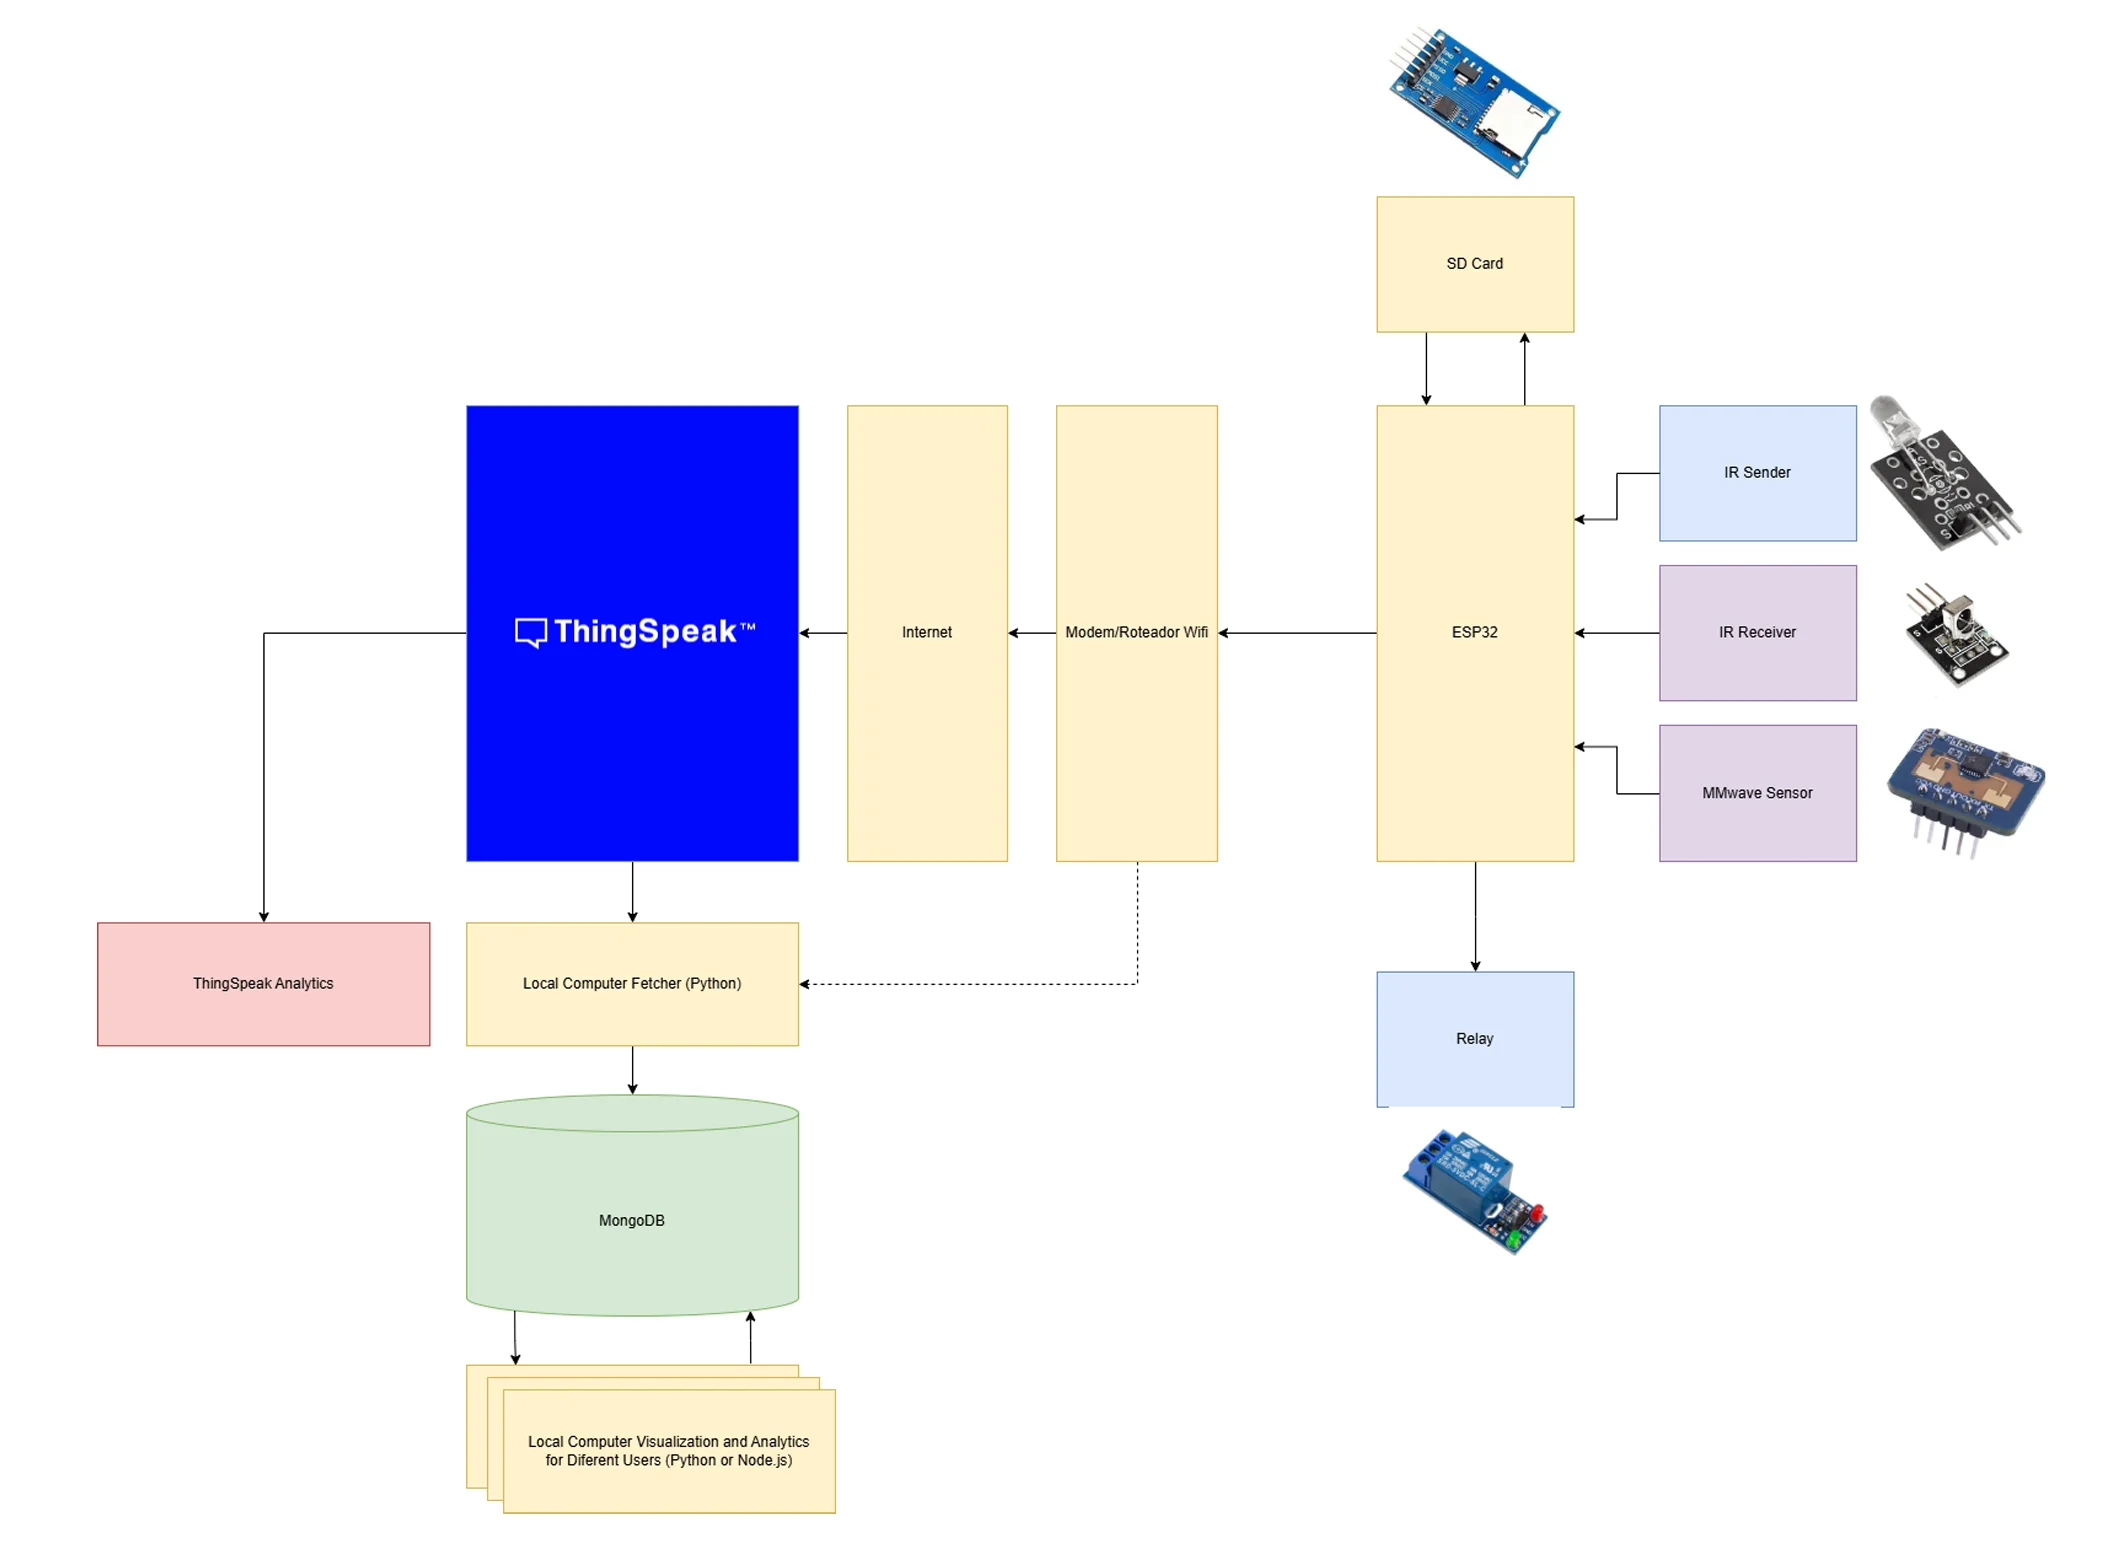 SD Card
IR Sender
ThingSpeak™
Internet
Modem/Roteador Wifi
ESP32
IR Receiver
MMwave Sensor
ThingSpeak Analytics
Local Computer Fetcher (Python)
Relay
MongoDB
Local Computer Visualization and Analytics
for Diferent Users (Python or Node.js)